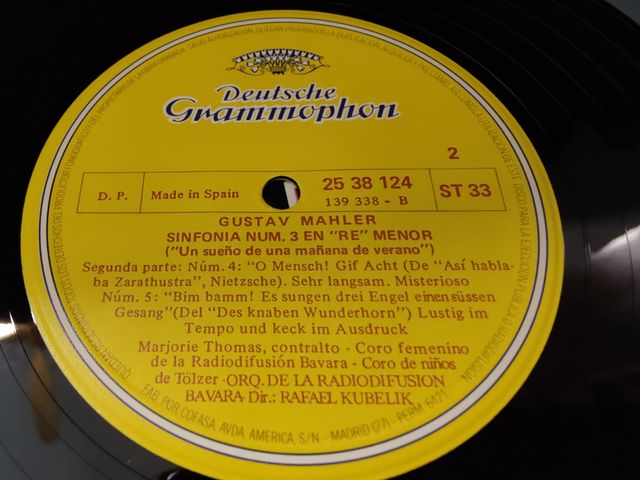 Deutsche
Grammophon
2
D. P.
Made in Spain
25 38 124
139 338 - B
ST 33
GUSTAV MAHLER
SINFONIA NUM. 3 EN "RE" MENOR
("Un sueño de una mañana de verano")
Segunda parte: Núm. 4: "O Mensch! Gif Acht (De "Así habla-
ba Zarathustra", Nietzsche). Sehr langsam. Misterioso
Núm. 5: "Bim bamm! Es sungen drei Engel einen süssen
Gesang" (Del "Des knaben Wunderhorn") Lustig im
Tempo und keck im Ausdruck
Marjorie Thomas, contralto - Coro femenino
de la Radiodifusión Bavara - Coro de niños
de Tölzer - ORQ. DE LA RADIODIFUSION
BAVARA - Dir.: RAFAEL KUBELIK
FAB. POR COFASA. AVDA. AMERICA, S/N - MADRID (27) - PERM. 6421